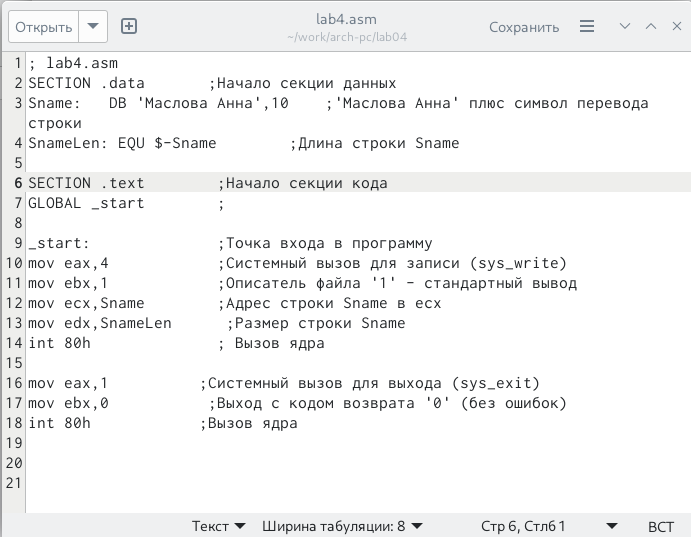 Открыть
lab4.asm
~/work/arch-pc/lab04
Сохранить
1 ; lab4.asm
2 SECTION .data ;Начало секции данных
3 Sname: DB 'Маслова Анна',10 ;'Маслова Анна' плюс символ перевода
строки
4 SnameLen: EQU $-Sname ;Длина строки Sname
5
6 SECTION .text ;Начало секции кода
7 GLOBAL _start ;
8
9 _start: ;Точка входа в программу
10 mov eax,4 ;Системный вызов для записи (sys_write)
11 mov ebx,1 ;Описатель файла '1' - стандартный вывод
12 mov ecx,Sname ;Адрес строки Sname в ecx
13 mov edx,SnameLen ;Размер строки Sname
14 int 80h ; Вызов ядра
15
16 mov eax,1 ;Системный вызов для выхода (sys_exit)
17 mov ebx,0 ;Выход с кодом возврата '0' (без ошибок)
18 int 80h ;Вызов ядра
19
20
21
Текст Ширина табуляции: 8 Стр 6, Стлб 1 ВСТ